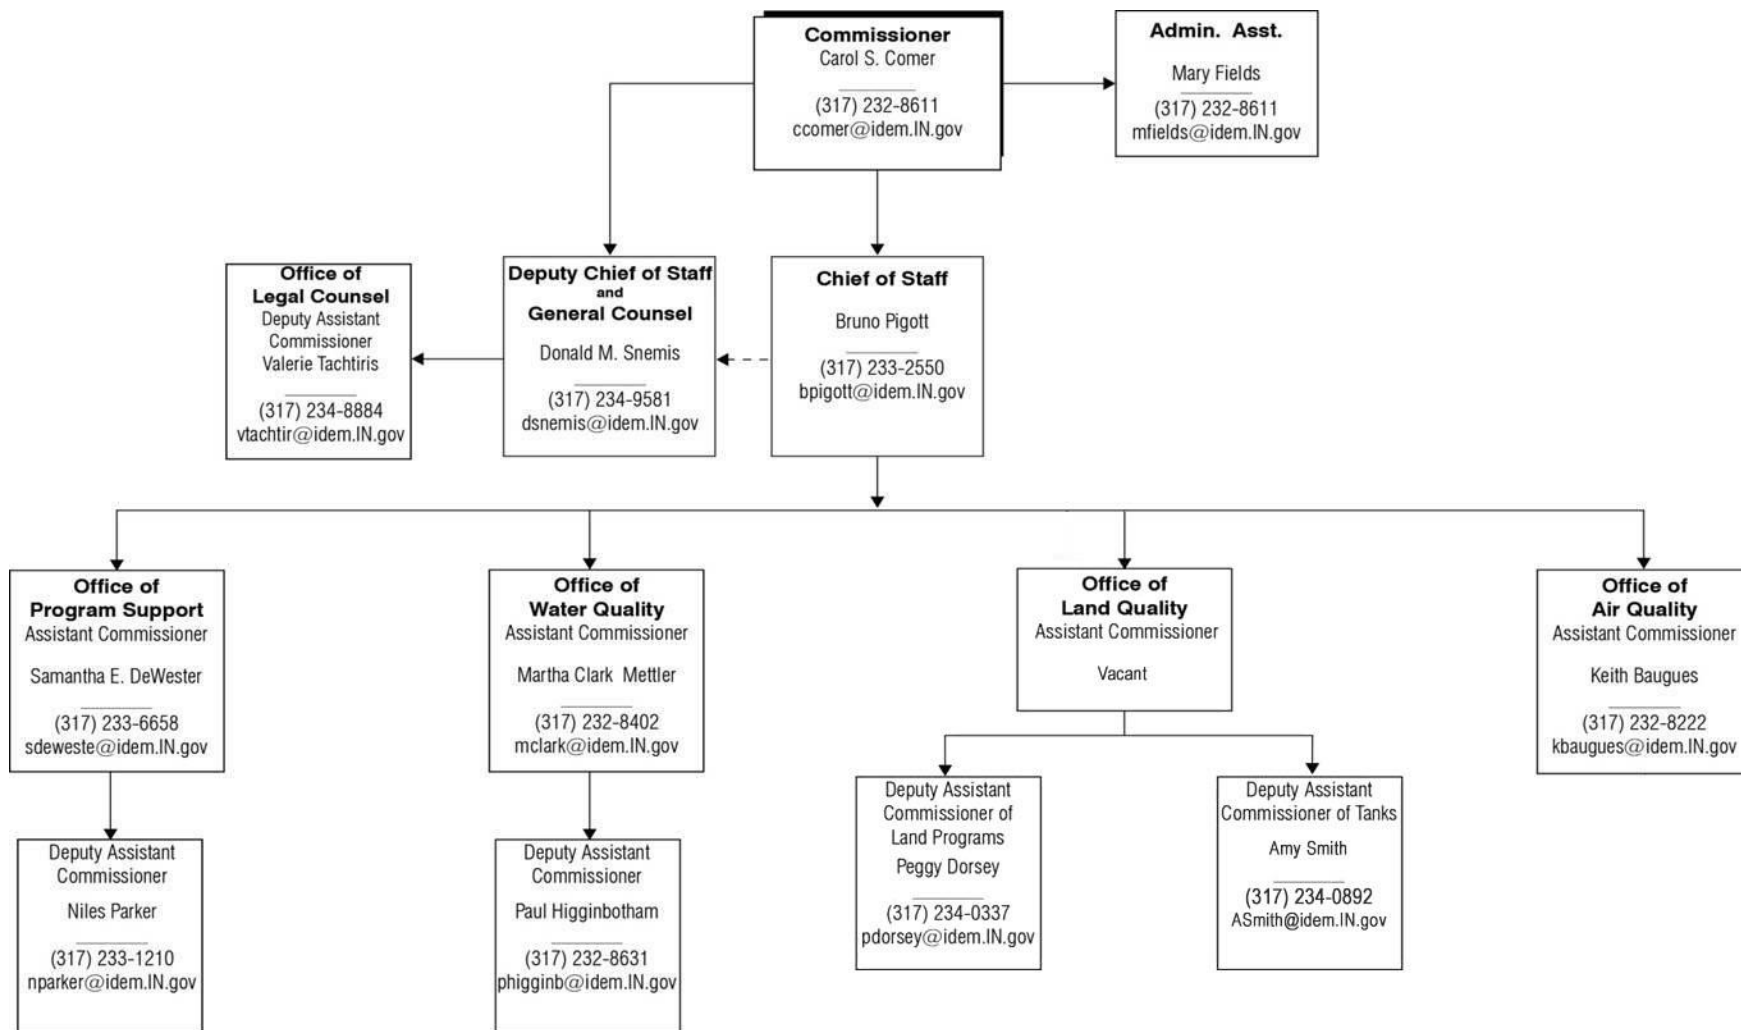 Commissioner
Carol S. Comer
(317) 232-8611
ccomer@idem.IN.gov
Admin. Asst.
Mary Fields
(317) 232-8611
mfields@idem.IN.gov
Office of
Legal Counsel
Deputy Assistant
Commissioner
Valerie Tachtiris
(317) 234-8884
vtachtir@idem.IN.gov
Deputy Chief of Staff
and
General Counsel
Donald M. Snemis
(317) 234-9581
dsnemis@idem.IN.gov
Chief of Staff
Bruno Pigott
(317) 233-2550
bpigott@idem.IN.gov
Office of
Program Support
Assistant Commissioner
Samantha E. DeWester
(317) 233-6658
sdeweste@idem.IN.gov
Office of
Water Quality
Assistant Commissioner
Martha Clark Mettler
(317) 232-8402
mclark@idem.IN.gov
Office of
Land Quality
Assistant Commissioner
Vacant
Office of
Air Quality
Assistant Commissioner
Keith Baugues
(317) 232-8222
kbaugues@idem.IN.gov
Deputy Assistant
Commissioner
Niles Parker
(317) 233-1210
nparker@idem.IN.gov
Deputy Assistant
Commissioner
Paul Higginbotham
(317) 232-8631
phigginb@idem.IN.gov
Deputy Assistant
Commissioner of
Land Programs
Peggy Dorsey
(317) 234-0337
pdorsey@idem.IN.gov
Deputy Assistant
Commissioner of Tanks
Amy Smith
(317) 234-0892
ASmith@idem.IN.gov